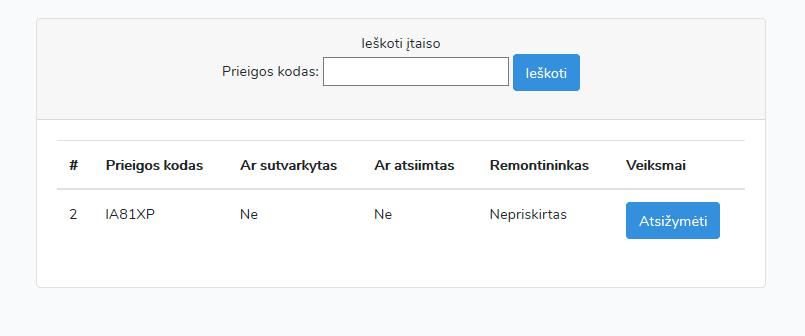 Ieškoti įtaiso
Prieigos kodas: Ieškoti
# Prieigos kodas Ar sutvarkytas Ar atsiimtas Remontininkas Veiksmai
2 IA81XP Ne Ne Nepriskirtas Atsižymėti